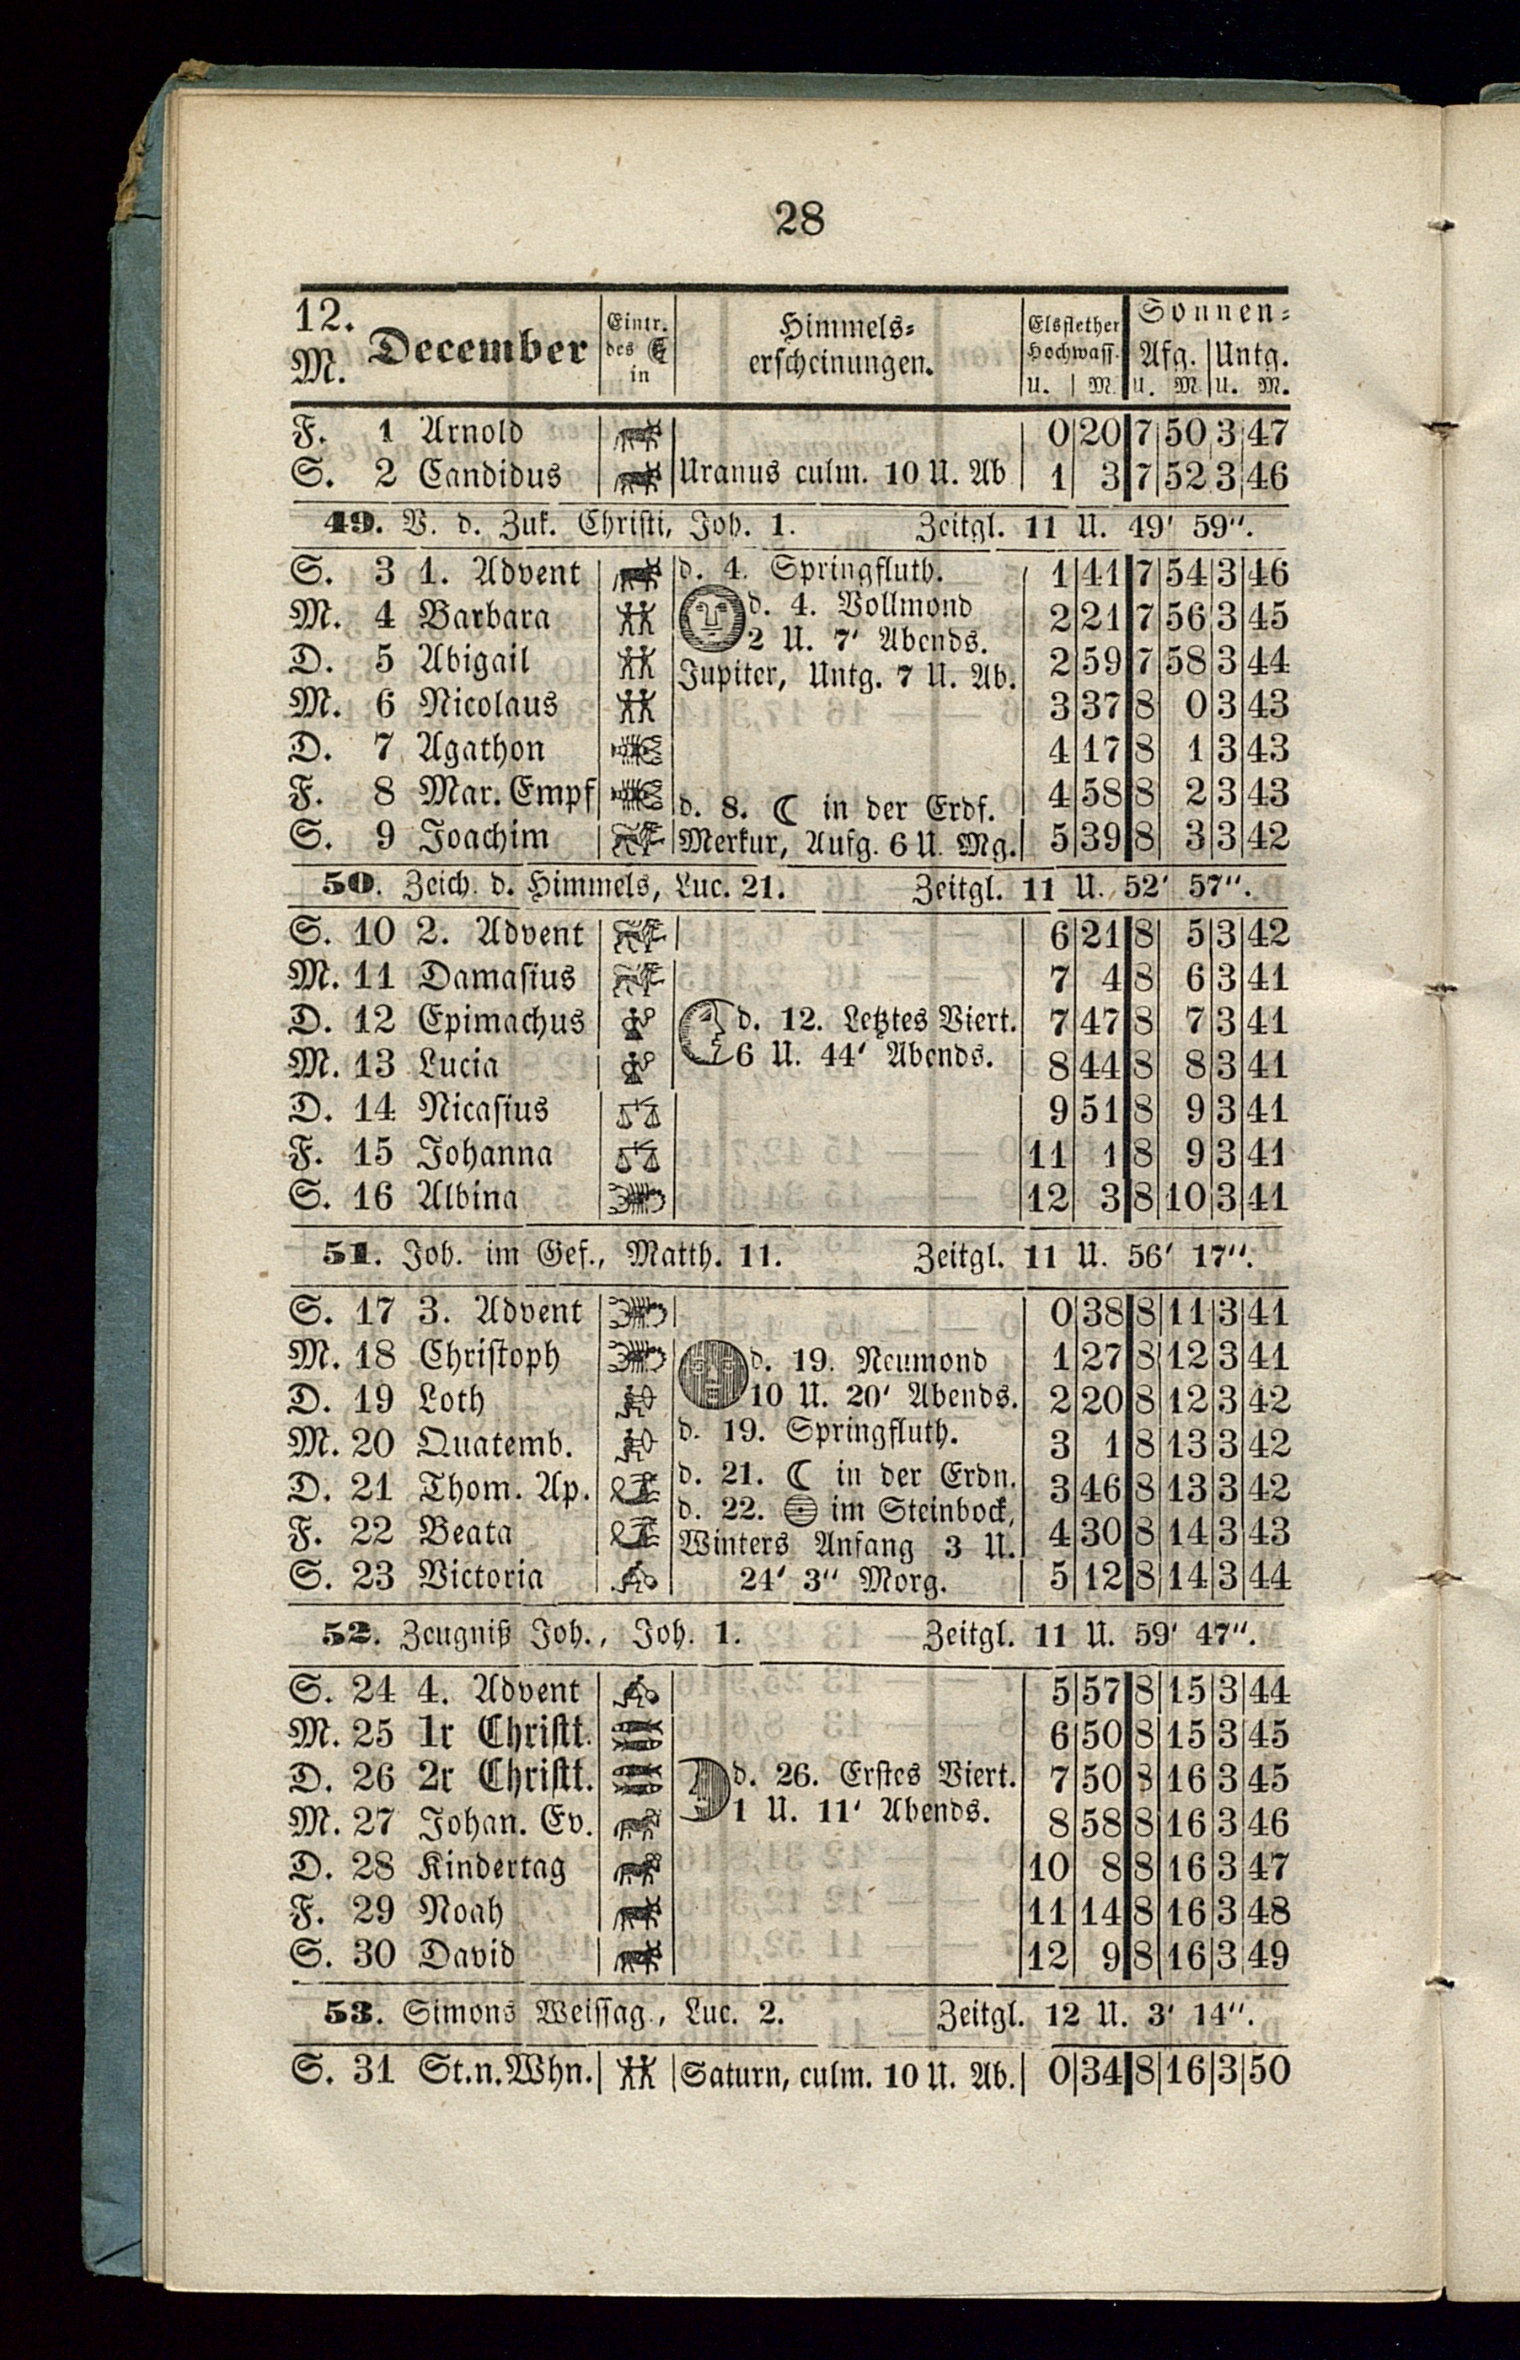 28
12. M. December Eintr. des ☾ in Himmels⸗ erscheinungen. Elsflether Hochwass. U. M. Sonnen⸗ Afg. Untg. U. M. U. M.
F. 1 Arnold 0 20 7 50 3 47
S. 2 Candidus Uranus culm. 10 U. Ab 1 3 7 52 3 46
49. V. d. Zuk. Christi, Joh. 1. Zeitgl. 11 U. 49' 59".
S. 3 1. Advent d. 4. Springfluth. 1 41 7 54 3 46
M. 4 Barbara d. 4. Vollmond 2 21 7 56 3 45
2 U. 7' Abends.
D. 5 Abigail Jupiter, Untg. 7 U. Ab. 2 59 7 58 3 44
M. 6 Nicolaus 3 37 8 0 3 43
D. 7 Agathon 4 17 8 1 3 43
F. 8 Mar. Empf d. 8. ☾ in der Erdf. 4 58 8 2 3 43
S. 9 Joachim Merkur, Aufg. 6 U. Mg. 5 39 8 3 3 42
50. Zeich. d. Himmels, Luc. 21. Zeitgl. 11 U. 52' 57".
S. 10 2. Advent 6 21 8 5 3 42
M. 11 Damasius 7 4 8 6 3 41
D. 12 Epimachus d. 12. Letztes Viert. 7 47 8 7 3 41
M. 13 Lucia 6 U. 44' Abends. 8 44 8 8 3 41
D. 14 Nicasius 9 51 8 9 3 41
F. 15 Johanna 11 1 8 9 3 41
S. 16 Albina 12 3 8 10 3 41
51. Joh. im Gef., Matth. 11. Zeitgl. 11 U. 56' 17".
S. 17 3. Advent 0 38 8 11 3 41
M. 18 Christoph d. 19. Neumond 1 27 8 12 3 41
D. 19 Loth 10 U. 20' Abends. 2 20 8 12 3 42
M. 20 Quatemb. d. 19. Springfluth. 3 1 8 13 3 42
D. 21 Thom. Ap. d. 21. ☾ in der Erdn. 3 46 8 13 3 42
d. 22. ☉ im Steinbock,
F. 22 Beata Winters Anfang 3 U. 4 30 8 14 3 43
S. 23 Victoria 24' 3" Morg. 5 12 8 14 3 44
52. Zeugniß Joh., Joh. 1. Zeitgl. 11 U. 59' 47".
S. 24 4. Advent 5 57 8 15 3 44
M. 25 1r Christt. 6 50 8 15 3 45
D. 26 2r Christt. d. 26. Erstes Viert. 7 50 8 16 3 45
M. 27 Johan. Ev. 1 U. 11' Abends. 8 58 8 16 3 46
D. 28 Kindertag 10 8 8 16 3 47
F. 29 Noah 11 14 8 16 3 48
S. 30 David 12 9 8 16 3 49
53. Simons Weissag., Luc. 2. Zeitgl. 12 U. 3' 14".
S. 31 St.n.Whn. Saturn, culm. 10 U. Ab. 0 34 8 16 3 50